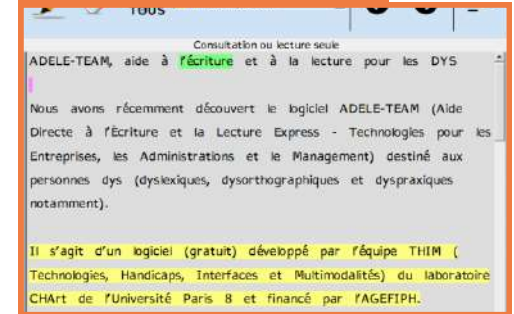 TOUS
Consultation ou lecture seule
ADELE-TEAM, aide à l'écriture et à la lecture pour les DYS
Nous avons récemment découvert le logiciel ADELE-TEAM (Aide
Directe à l'Écriture et la Lecture Express - Technologies pour les
Entreprises, les Administrations et le Management) destiné aux
personnes dys (dyslexiques, dysorthographiques et dyspraxiques
notamment).
Il s'agit d'un logiciel (gratuit) développé par l'équipe THIM (
Technologies, Handicaps, Interfaces et Multimodalités) du laboratoire
CHArt de l'Université Paris 8 et financé par l'AGEFIPH.